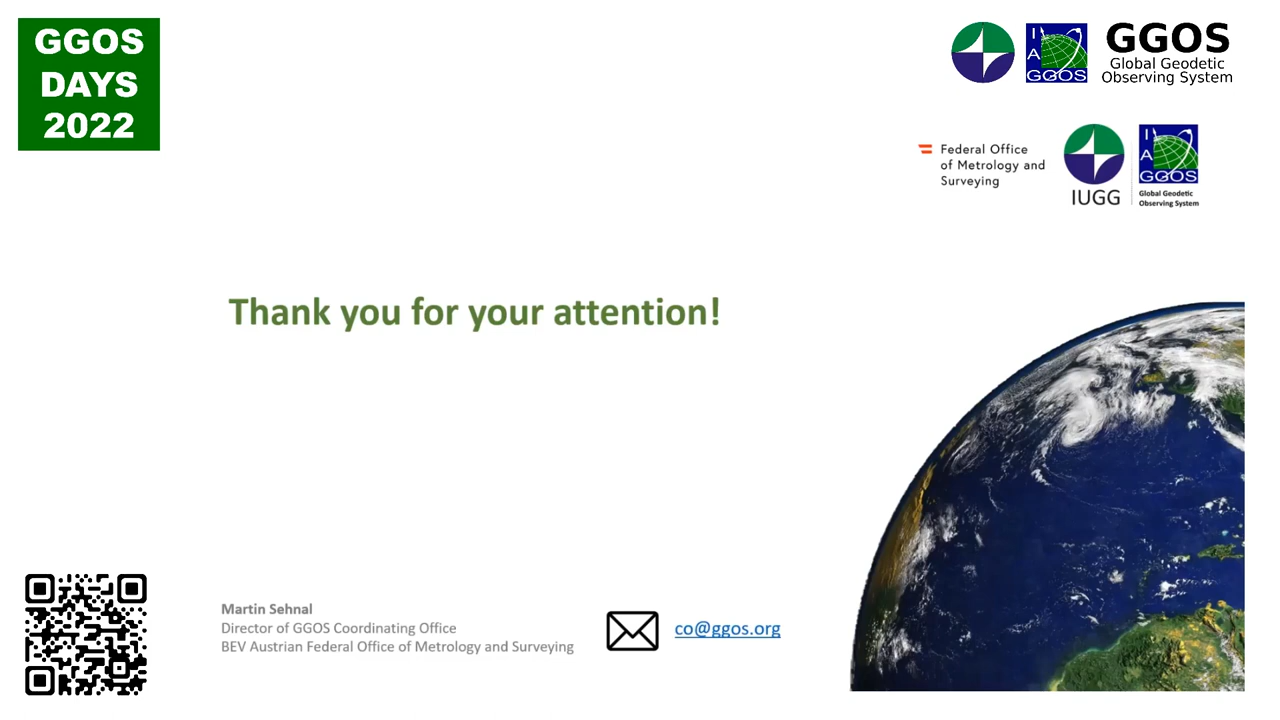 GGOS
DAYS
2022
I
A
GGOS
GGOS
Global Geodetic
Observing System
Federal Office
of Metrology and
Surveying
IUGG
I
A
GGOS
Global Geodetic
Observing System
Thank you for your attention!
Martin Sehnal
Director of GGOS Coordinating Office
BEV Austrian Federal Office of Metrology and Surveying
co@ggos.org